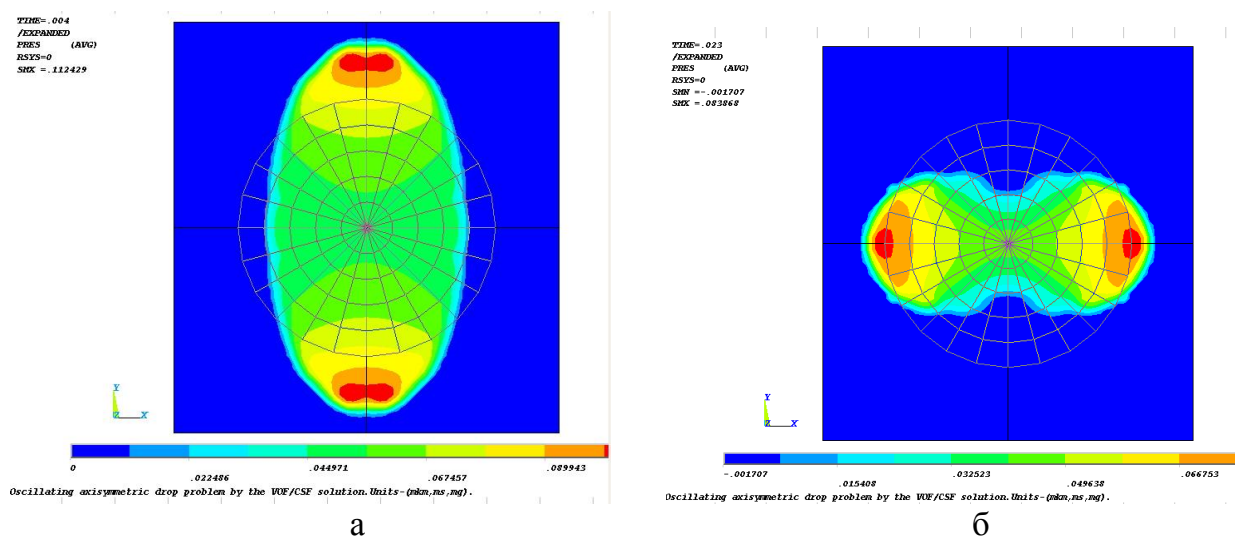 TIME=.004
/EXPANDED
PRES (AVG)
RSYS=0
SMX =.112429
Y
Z X
0 .044971 .089943
.022486 .067457
Oscillating axisymmetric drop problem by the VOF/CSF solution.Units-(mkm,ms,mg).
а
TIME=.023
/EXPANDED
PRES (AVG)
RSYS=0
SMN =-.001707
SMX =.083868
Y
Z X
-.001707 .032523 .066753
.015408 .049638
Oscillating axisymmetric drop problem by the VOF/CSF solution.Units-(mkm,ms,mg).
б